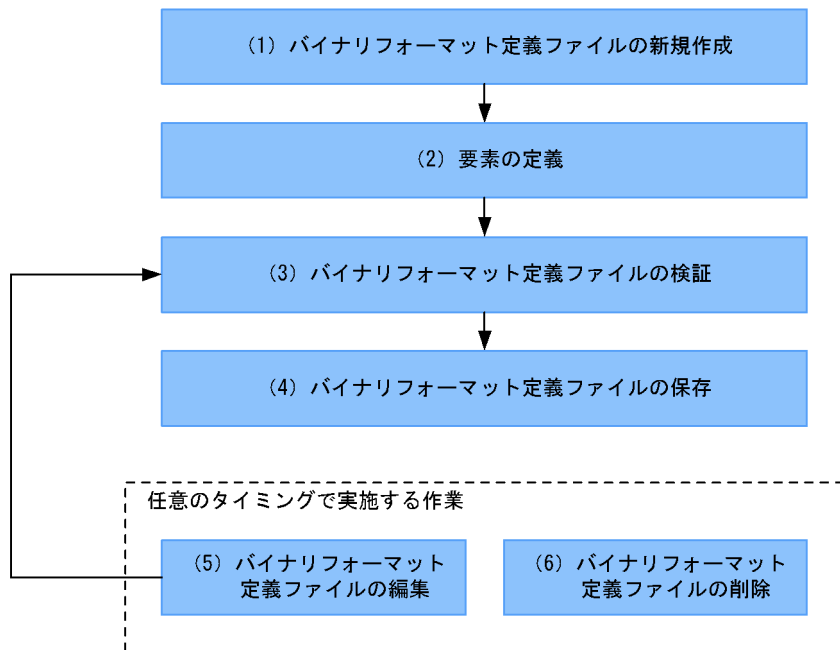 (1) バイナリフォーマット定義ファイルの新規作成
(2) 要素の定義
(3) バイナリフォーマット定義ファイルの検証
(4) バイナリフォーマット定義ファイルの保存
任意のタイミングで実施する作業
(5) バイナリフォーマット
定義ファイルの編集
(6) バイナリフォーマット
定義ファイルの削除